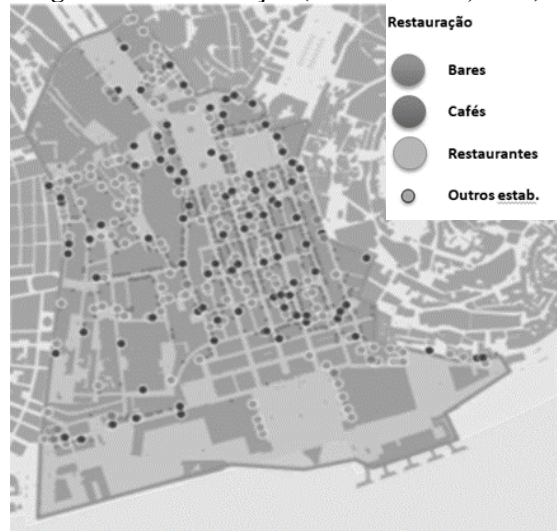 Restauração
Bares
Cafés
Restaurantes
Outros estab.